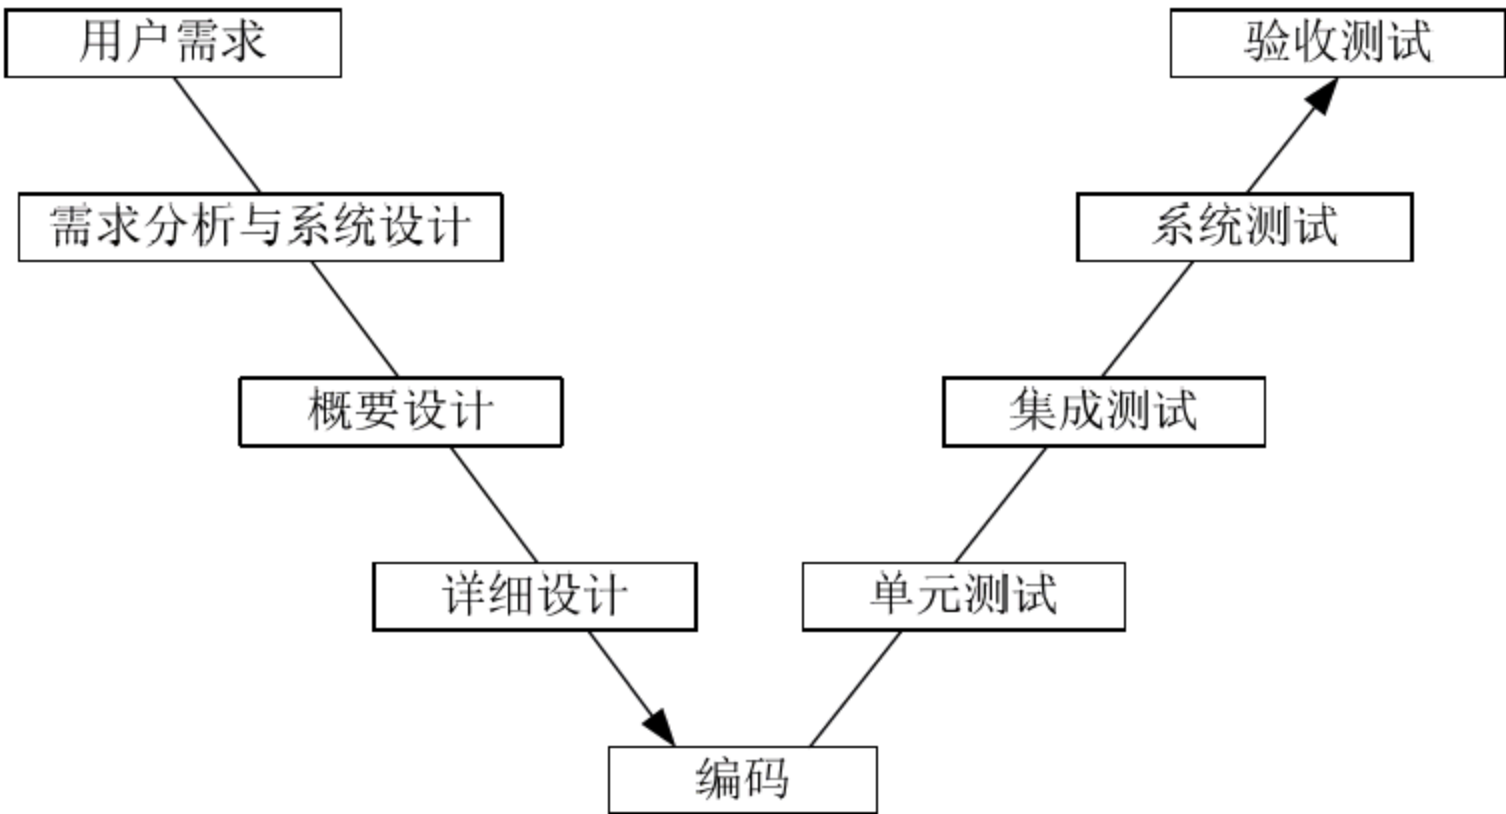 用户需求
验收测试
需求分析与系统设计
系统测试
概要设计
集成测试
详细设计
单元测试
编码